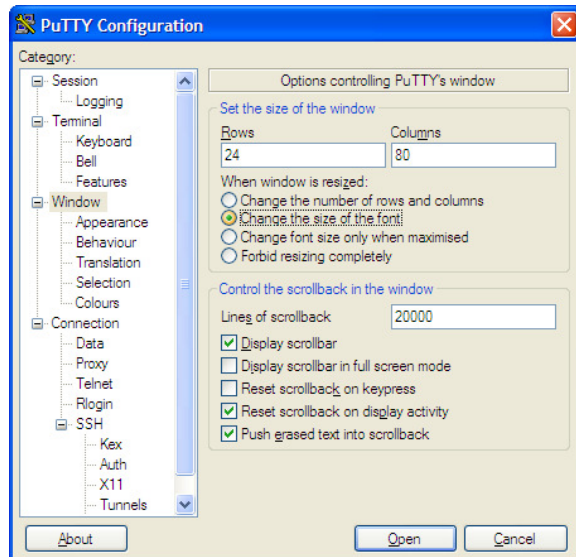 PuTTY Configuration
Category:
Session
Logging
Terminal
Keyboard
Bell
Features
Window
Appearance
Behaviour
Translation
Selection
Colours
Connection
Data
Proxy
Telnet
Rlogin
SSH
Kex
Auth
X11
Tunnels
Options controlling PuTTY's window
Set the size of the window
Rows Columns
24 80
When window is resized:
Change the number of rows and columns
Change the size of the font
Change font size only when maximised
Forbid resizing completely
Control the scrollback in the window
Lines of scrollback 20000
Display scrollbar
Display scrollbar in full screen mode
Reset scrollback on keypress
Reset scrollback on display activity
Push erased text into scrollback
About Open Cancel